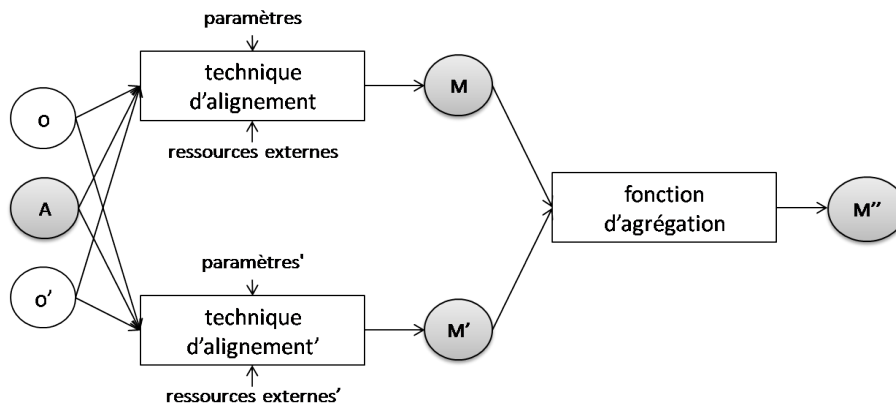 paramètres
technique
d'alignement
ressources externes
M
o
A
o’
fonction
d'agrégation
M''
paramètres'
technique
d'alignement’
ressources externes’
M’